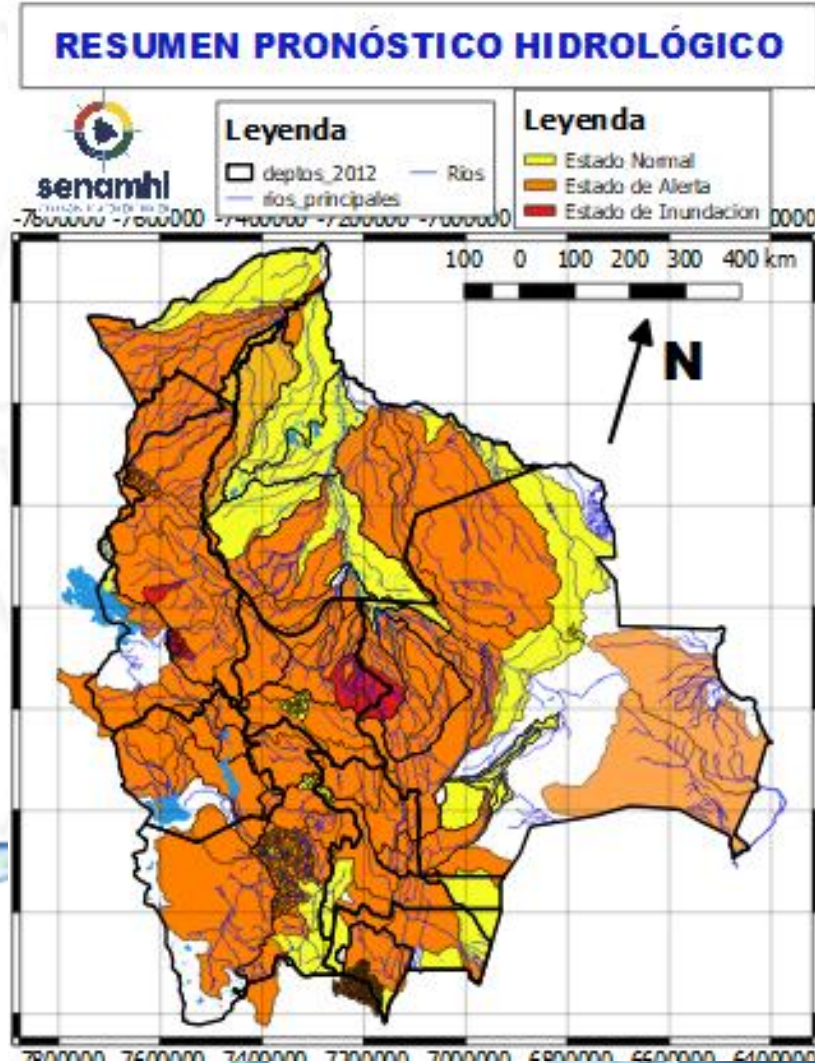 RESUMEN PRONÓSTICO HIDROLÓGICO
senamhi
Leyenda
deptos_2012
Rios
rios_principales
Leyenda
Estado Normal
Estado de Alerta
Estado de Inundacion
-7800000 -7600000 -7400000 -7200000 -7000000
100 0 100 200 300 400 km
N
-7800000 -7600000 -7400000 -7200000 -7000000 -6800000 -6600000 -6400000